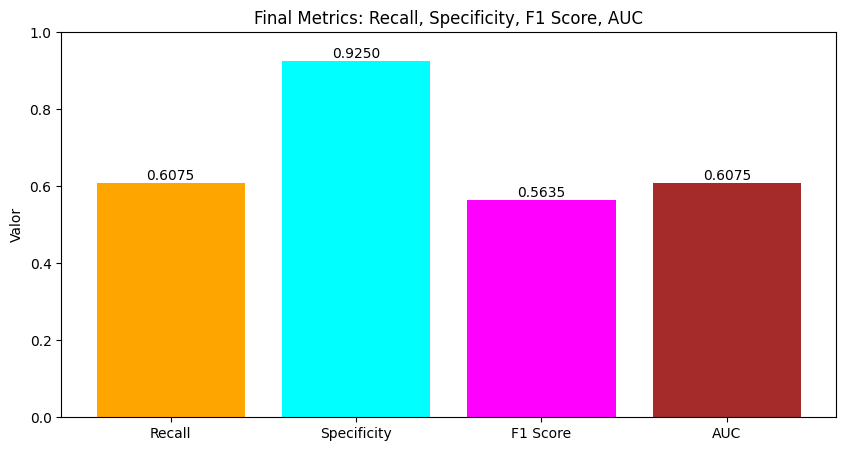 Final Metrics: Recall, Specificity, F1 Score, AUC
Valor
1.0
0.8
0.6
0.4
0.2
0.0
0.6075
0.9250
0.5635
0.6075
Recall
Specificity
F1 Score
AUC